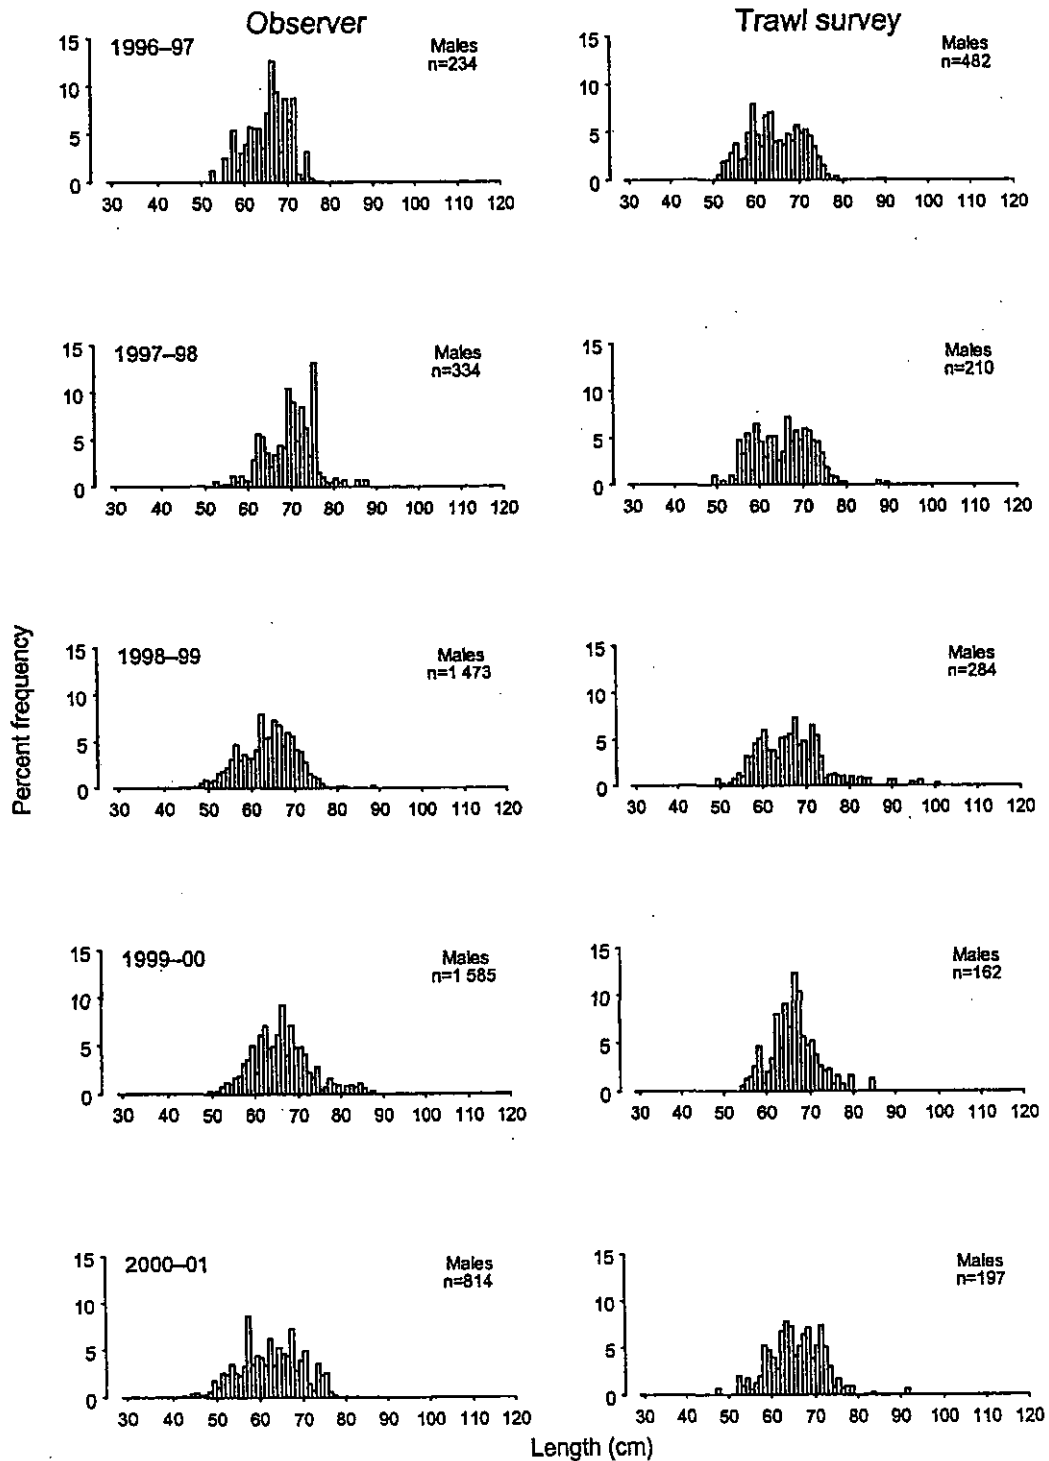 Observer Trawl survey
15 1996–97 Males 15 Males
n=234 n=482
10 10
5 5
0 0
30 40 50 60 70 80 90 100 110 120 30 40 50 60 70 80 90 100 110 120
15 1997–98 Males 15 Males
n=334 n=210
10 10
5 5
0 0
30 40 50 60 70 80 90 100 110 120 30 40 50 60 70 80 90 100 110 120
Percent frequency
15 1998–99 Males 15 Males
n=1 473 n=284
10 10
5 5
0 0
30 40 50 60 70 80 90 100 110 120 30 40 50 60 70 80 90 100 110 120
15 1999–00 Males 15 Males
n=1 585 n=162
10 10
5 5
0 0
30 40 50 60 70 80 90 100 110 120 30 40 50 60 70 80 90 100 110 120
15 2000–01 Males 15 Males
n=814 n=197
10 10
5 5
0 0
30 40 50 60 70 80 90 100 110 120 30 40 50 60 70 80 90 100 110 120
Length (cm)